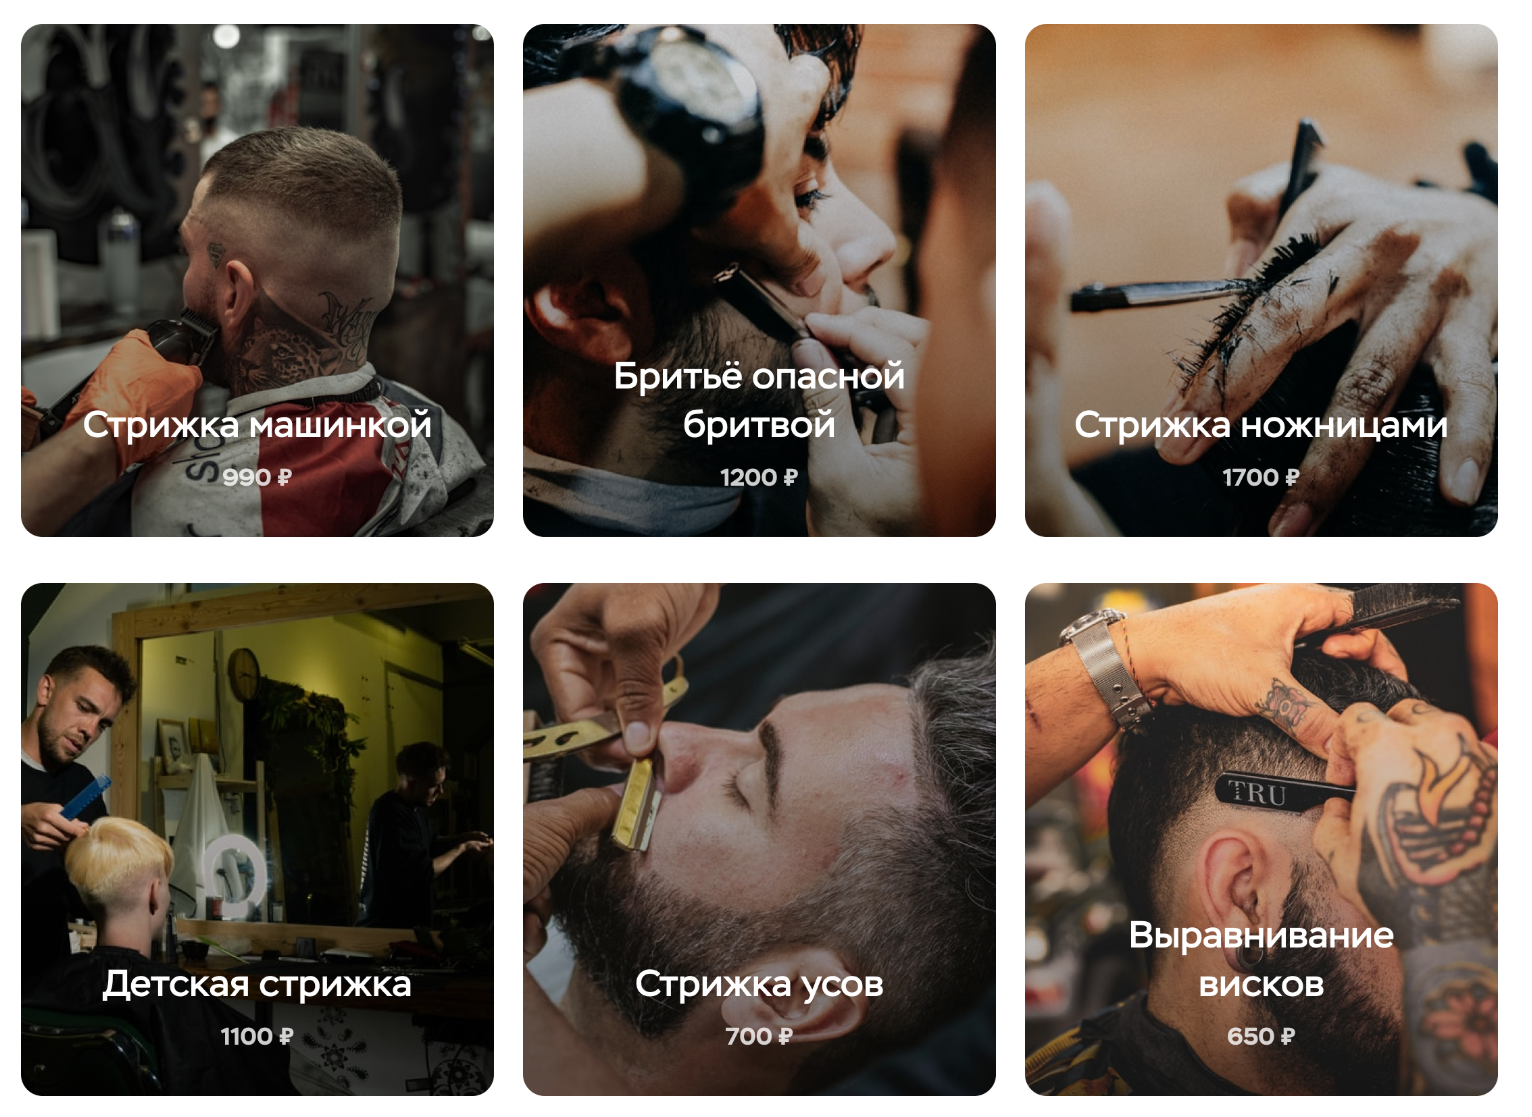 Стрижка машинкой
990 ₽
Бритьё опасной
бритвой
1200 ₽
Стрижка ножницами
1700 ₽
Детская стрижка
1100 ₽
Стрижка усов
700 ₽
TRU
Выравнивание
висков
650 ₽